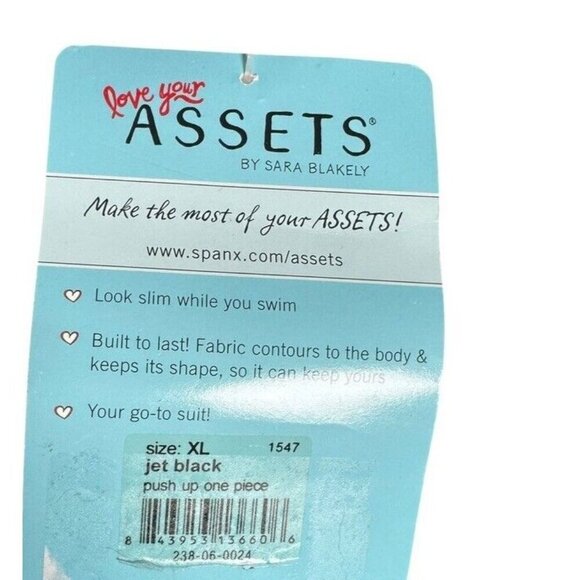 love your
ASSETS®
BY SARA BLAKELY
Make the most of your ASSETS!
www.spanx.com/assets
Look slim while you swim
Built to last! Fabric contours to the body &
keeps its shape, so it can keep yours
Your go-to suit!
size: XL 1547
jet black
push up one piece
8 43953 13660 6
238-06-0024